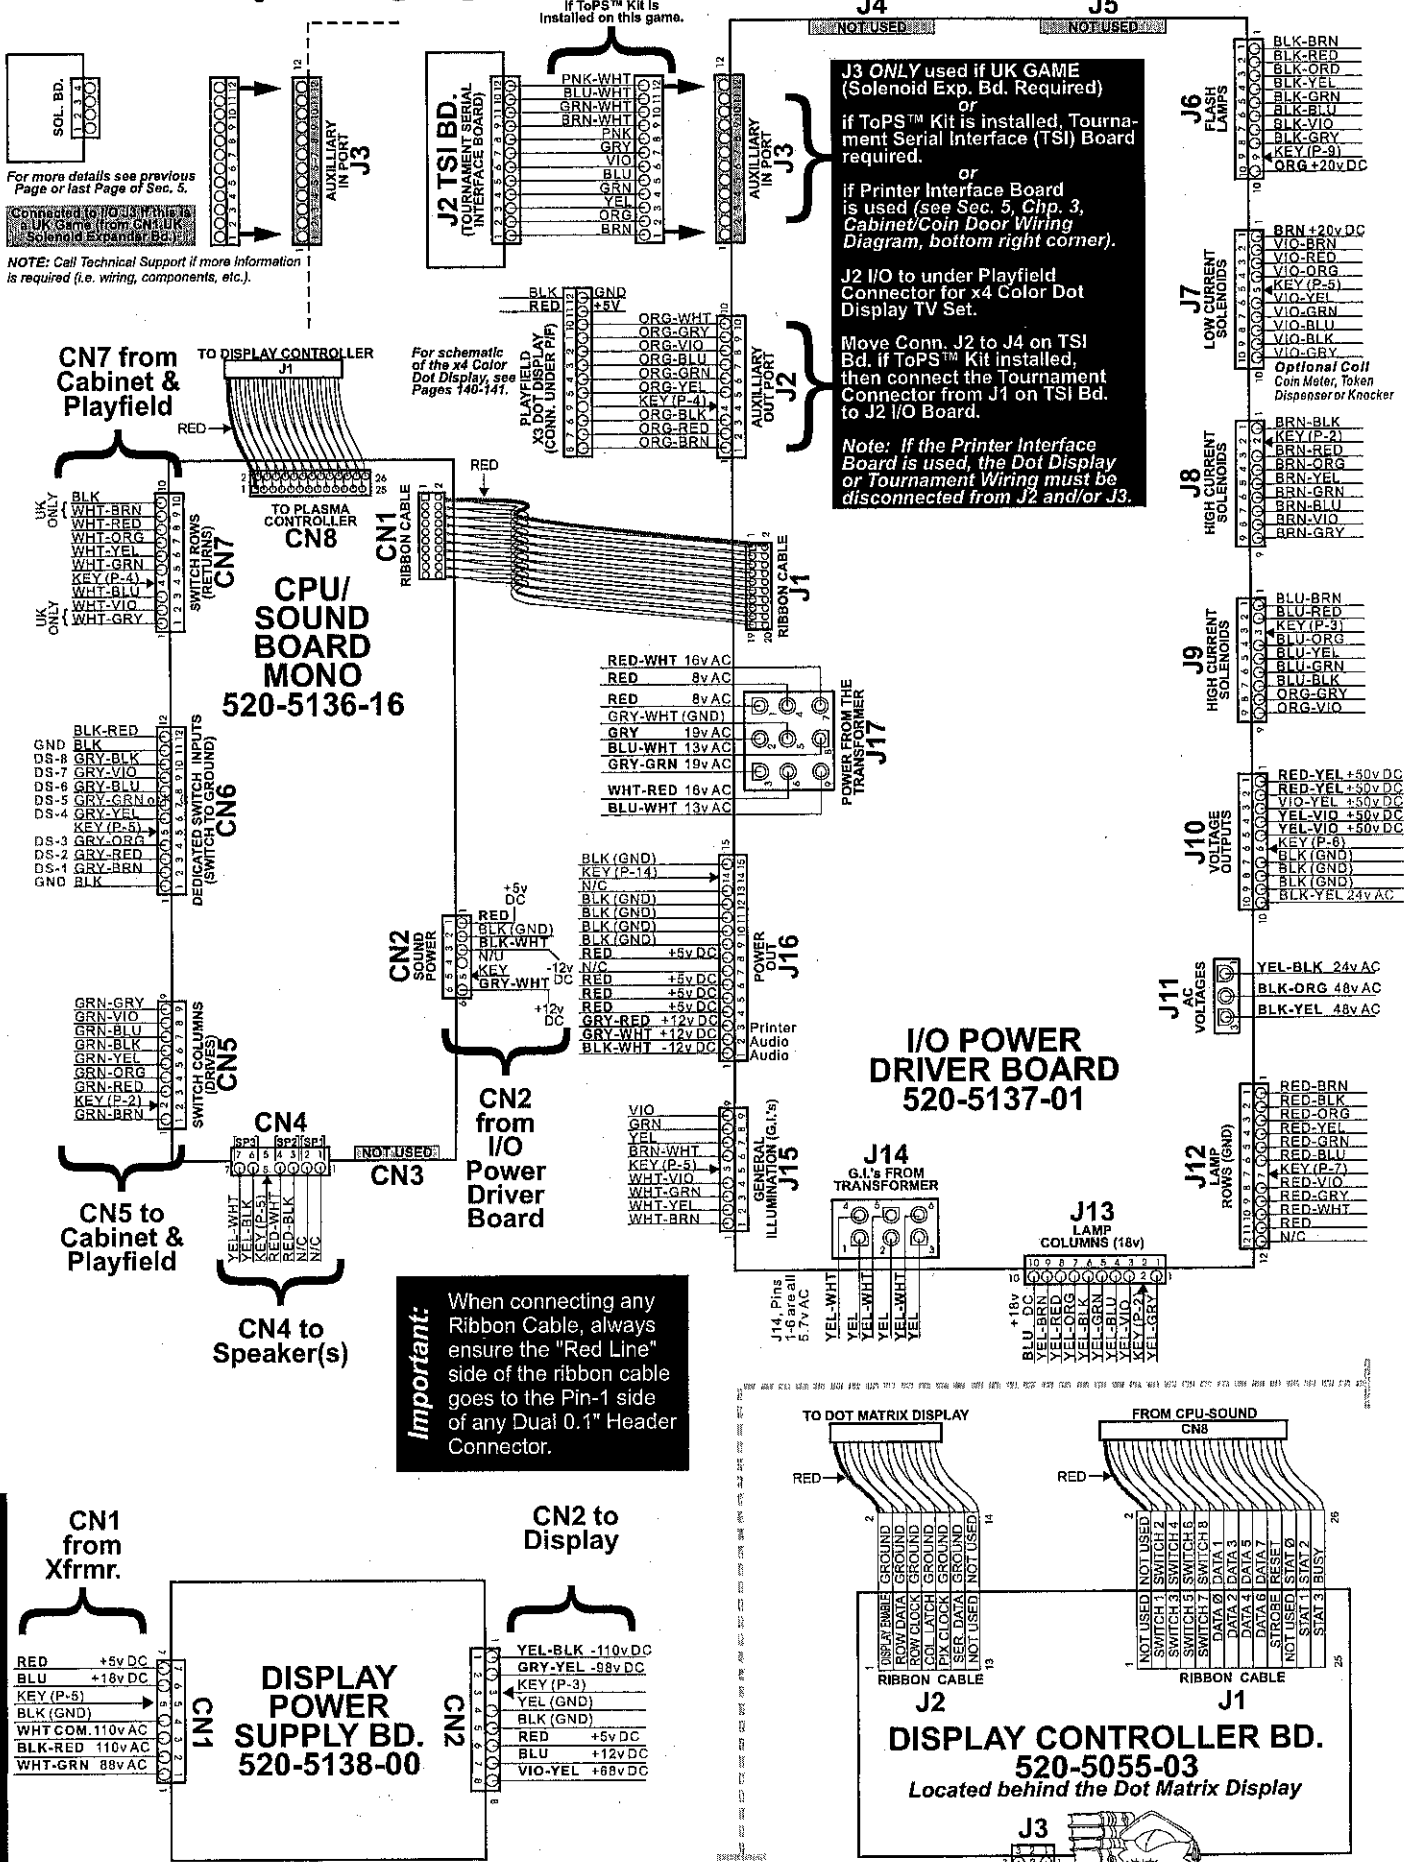 If ToPS™ Kit is
installed on this game.
J4
NOT USED
J5
NOT USED
SOL. BD.
1 2 3 4
For more details see previous
Page or last Page of Sec. 5.
Connected to I/O J3 if this is
a UK Game (from CN1 UK
Solenoid Expander Bd.)
NOTE: Call Technical Support if more information
is required (i.e. wiring, components, etc.).
AUXILLIARY
IN PORT
J3
J2 TSI BD.
(TOURNAMENT SERIAL
INTERFACE BOARD)
PNK-WHT
BLU-WHT
GRN-WHT
BRN-WHT
PNK
GRY
VIO
BLU
GRN
YEL
ORG
BRN
AUXILLIARY
IN PORT
J3
J3 ONLY used if UK GAME
(Solenoid Exp. Bd. Required)
or
if ToPS™ Kit is installed, Tourna-
ment Serial Interface (TSI) Board
required.
or
if Printer Interface Board
is used (see Sec. 5, Chp. 3,
Cabinet/Coin Door Wiring
Diagram, bottom right corner).
J2 I/O to under Playfield
Connector for x4 Color Dot
Display TV Set.
Move Conn. J2 to J4 on TSI
Bd. if ToPS™ Kit installed,
then connect the Tournament
Connector from J1 on TSI Bd.
to J2 I/O Board.
Note: If the Printer Interface
Board is used, the Dot Display
or Tournament Wiring must be
disconnected from J2 and/or J3.
For schematic
of the x4 Color
Dot Display, see
Pages 140-141.
BLK
RED
GND
+5V
PLAYFIELD
X3 DOT DISPLAY
(CONN. UNDER P/F)
ORG-WHT
ORG-GRY
ORG-VIO
ORG-BLU
ORG-GRN
ORG-YEL
KEY (P-4)
ORG-BLK
ORG-RED
ORG-BRN
AUXILLIARY
OUT PORT
J2
J6
FLASH
LAMPS
BLK-BRN
BLK-RED
BLK-ORD
BLK-YEL
BLK-GRN
BLK-BLU
BLK-VIO
BLK-GRY
KEY (P-9)
ORG +20v DC
J7
LOW CURRENT
SOLENOIDS
BRN +20v DC
VIO-BRN
VIO-RED
VIO-ORG
KEY (P-5)
VIO-YEL
VIO-GRN
VIO-BLU
VIO-BLK
VIO-GRY
Optional Coil
Coin Meter, Token
Dispenser or Knocker
J8
HIGH CURRENT
SOLENOIDS
BRN-BLK
KEY (P-2)
BRN-RED
BRN-ORG
BRN-YEL
BRN-GRN
BRN-BLU
BRN-VIO
BRN-GRY
J9
HIGH CURRENT
SOLENOIDS
BLU-BRN
BLU-RED
KEY (P-3)
BLU-ORG
BLU-YEL
BLU-GRN
BLU-BLK
ORG-GRY
ORG-VIO
J10
VOLTAGE
OUTPUTS
RED-YEL +50v DC
RED-YEL +50v DC
VIO-YEL +50v DC
YEL-VIO +50v DC
YEL-VIO +50v DC
KEY (P-6)
BLK (GND)
BLK (GND)
BLK (GND)
BLK-YEL 24v AC
J11
AC
VOLTAGES
YEL-BLK 24v AC
BLK-ORG 48v AC
BLK-YEL 48v AC
J12
LAMP
ROWS (GND)
RED-BRN
RED-BLK
RED-ORG
RED-YEL
RED-GRN
RED-BLU
KEY (P-7)
RED-VIO
RED-GRY
RED-WHT
RED
N/C
CN7 from
Cabinet &
Playfield
TO DISPLAY CONTROLLER
J1
RED
2 26
1 25
TO PLASMA
CONTROLLER
CN8
UK
ONLY
BLK
WHT-BRN
WHT-RED
WHT-ORG
WHT-YEL
WHT-GRN
KEY (P-4)
WHT-BLU
WHT-VIO
WHT-GRY
UK
ONLY
SWITCH ROWS
(RETURNS)
CN7
CPU/
SOUND
BOARD
MONO
520-5136-16
CN1
RIBBON CABLE
RED
RIBBON CABLE
J1
BLK-RED
GND BLK
DS-8 GRY-BLK
DS-7 GRY-VIO
DS-6 GRY-BLU
DS-5 GRY-GRN
DS-4 GRY-YEL
KEY (P-5)
DS-3 GRY-ORG
DS-2 GRY-RED
DS-1 GRY-BRN
GND BLK
DEDICATED SWITCH INPUTS
(SWITCH TO GROUND)
CN6
RED-WHT 16v AC
RED 8v AC
RED 8v AC
GRY-WHT (GND)
GRY 19v AC
BLU-WHT 13v AC
GRY-GRN 19v AC
WHT-RED 16v AC
BLU-WHT 13v AC
POWER FROM THE
TRANSFORMER
J17
CN2
SOUND
POWER
+5v
DC
RED
BLK (GND)
BLK-WHT
N/U
KEY
-12v
DC
GRY-WHT
+12v
DC
CN2
from
I/O
Power
Driver
Board
BLK (GND)
KEY (P-14)
N/C
BLK (GND)
BLK (GND)
BLK (GND)
BLK (GND)
RED +5v DC
N/C
RED +5v DC
RED +5v DC
RED +5v DC
GRY-RED +12v DC
GRY-WHT +12v DC
BLK-WHT -12v DC
Printer
Audio
Audio
POWER
OUT
J16
GRN-GRY
GRN-VIO
GRN-BLU
GRN-BLK
GRN-YEL
GRN-ORG
GRN-RED
KEY (P-2)
GRN-BRN
SWITCH COLUMNS
(DRIVES)
CN5
CN5 to
Cabinet &
Playfield
CN4
SP3 SP2 SP1
YEL-WHT
YEL-BLK
KEY (P-5)
RED-WHT
RED-BLK
N/C
N/C
CN4 to
Speaker(s)
NOT USED
CN3
I/O POWER
DRIVER BOARD
520-5137-01
VIO
GRN
YEL
BRN-WHT
KEY (P-5)
WHT-VIO
WHT-GRN
WHT-YEL
WHT-BRN
GENERAL
ILLUMINATION (G.I.'s)
J15
J14
G.I.'s FROM
TRANSFORMER
J14, Pins
1-6 are all
5.7v AC
YEL-WHT
YEL
YEL-WHT
YEL
YEL-WHT
YEL
J13
LAMP
COLUMNS (18v)
+18v
BLU DC
YEL-BRN
YEL-RED
YEL-ORG
YEL-BLK
YEL-GRN
YEL-BLU
YEL-VIO
KEY (P-2)
YEL-GRY
Important:
When connecting any
Ribbon Cable, always
ensure the "Red Line"
side of the ribbon cable
goes to the Pin-1 side
of any Dual 0.1" Header
Connector.
CN1
from
Xfrmr.
RED +5v DC
BLU +18v DC
KEY (P-5)
BLK (GND)
WHT COM. 110v AC
BLK-RED 110v AC
WHT-GRN 88v AC
CN1
DISPLAY
POWER
SUPPLY BD.
520-5138-00
CN2
CN2 to
Display
YEL-BLK -110v DC
GRY-YEL -98v DC
KEY (P-3)
YEL (GND)
BLK (GND)
RED +5v DC
BLU +12v DC
VIO-YEL +68v DC
TO DOT MATRIX DISPLAY
RED
2 14
DISPLAY ENABLE GROUND
ROW DATA GROUND
ROW CLOCK GROUND
COL LATCH GROUND
PIX CLOCK GROUND
SER. DATA GROUND
NOT USED NOT USED
1 13
RIBBON CABLE
J2
FROM CPU-SOUND
CN8
RED
2 26
NOT USED NOT USED
SWITCH 1 SWITCH 2
SWITCH 3 SWITCH 4
SWITCH 5 SWITCH 6
SWITCH 7 SWITCH 8
DATA Ø DATA 1
DATA 2 DATA 3
DATA 4 DATA 5
DATA 6 DATA 7
STROBE RESET
NOT USED STAT Ø
STAT 1 STAT 2
STAT 3 BUSY
1 25
RIBBON CABLE
J1
DISPLAY CONTROLLER BD.
520-5055-03
Located behind the Dot Matrix Display
J3